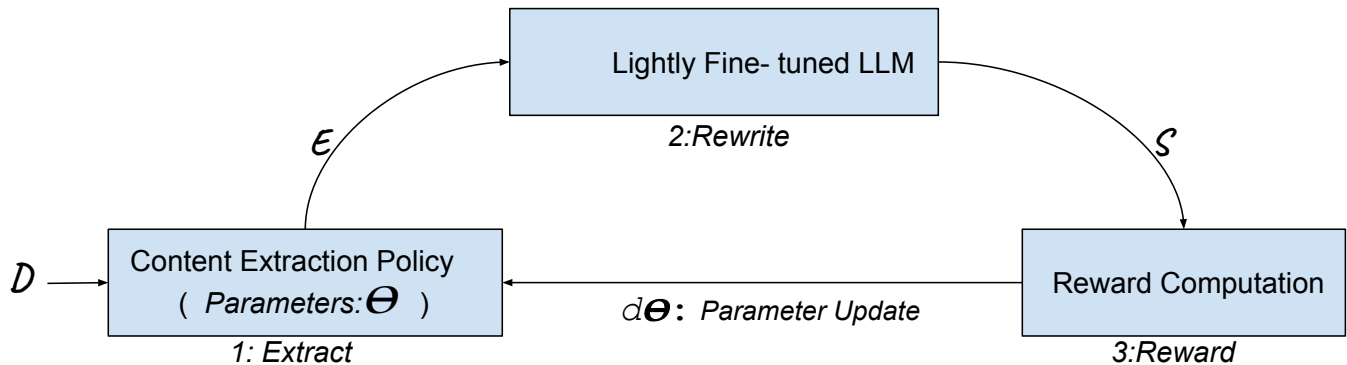 Lightly Fine- tuned LLM
2:Rewrite
E
S
D
Content Extraction Policy
( Parameters:Θ )
1: Extract
dΘ: Parameter Update
Reward Computation
3:Reward